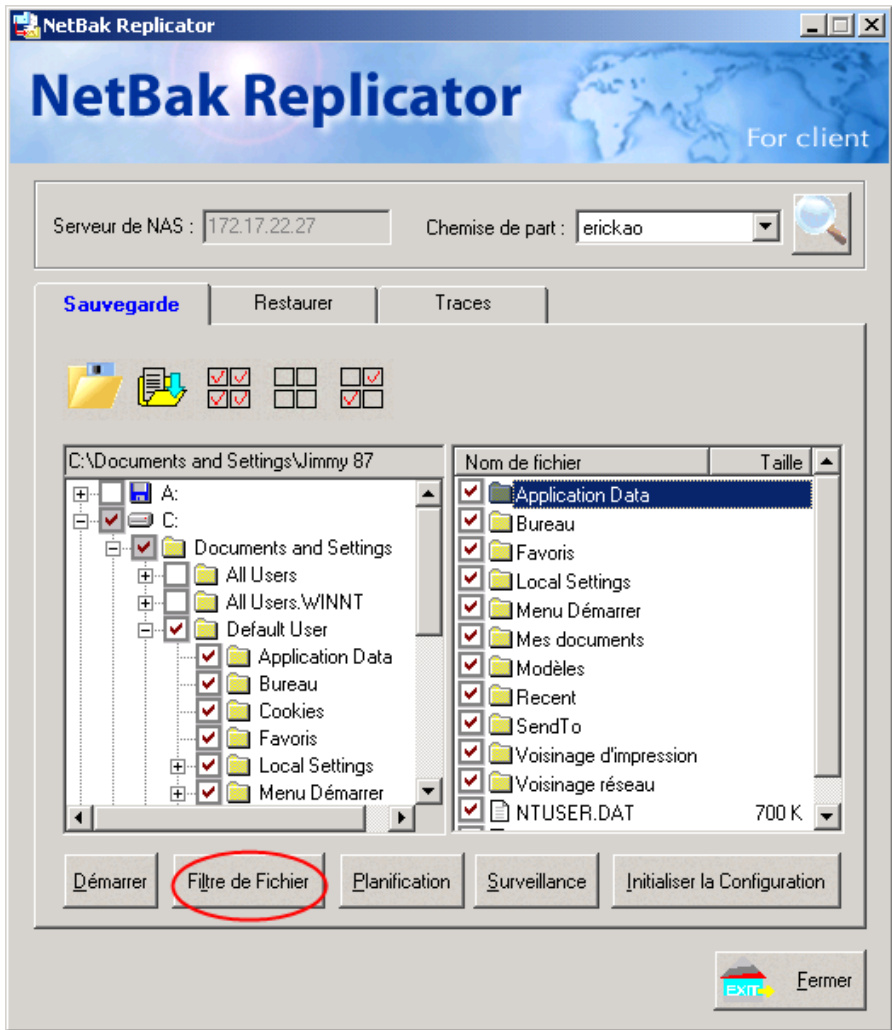 NetBak Replicator
NetBak Replicator
For client
Serveur de NAS : 172.17.22.27 Chemise de part : erickao
Sauvegarde Restaurer Traces
C:\Documents and Settings\Jimmy 87
A:
C:
Documents and Settings
All Users
All Users.WINNT
Default User
Application Data
Bureau
Cookies
Favoris
Local Settings
Menu Démarrer
Nom de fichier Taille
Application Data
Bureau
Favoris
Local Settings
Menu Démarrer
Mes documents
Modèles
Recent
SendTo
Voisinage d'impression
Voisinage réseau
NTUSER.DAT 700 K
Démarrer Filtre de Fichier Planification Surveillance Initialiser la Configuration
EXIT Fermer